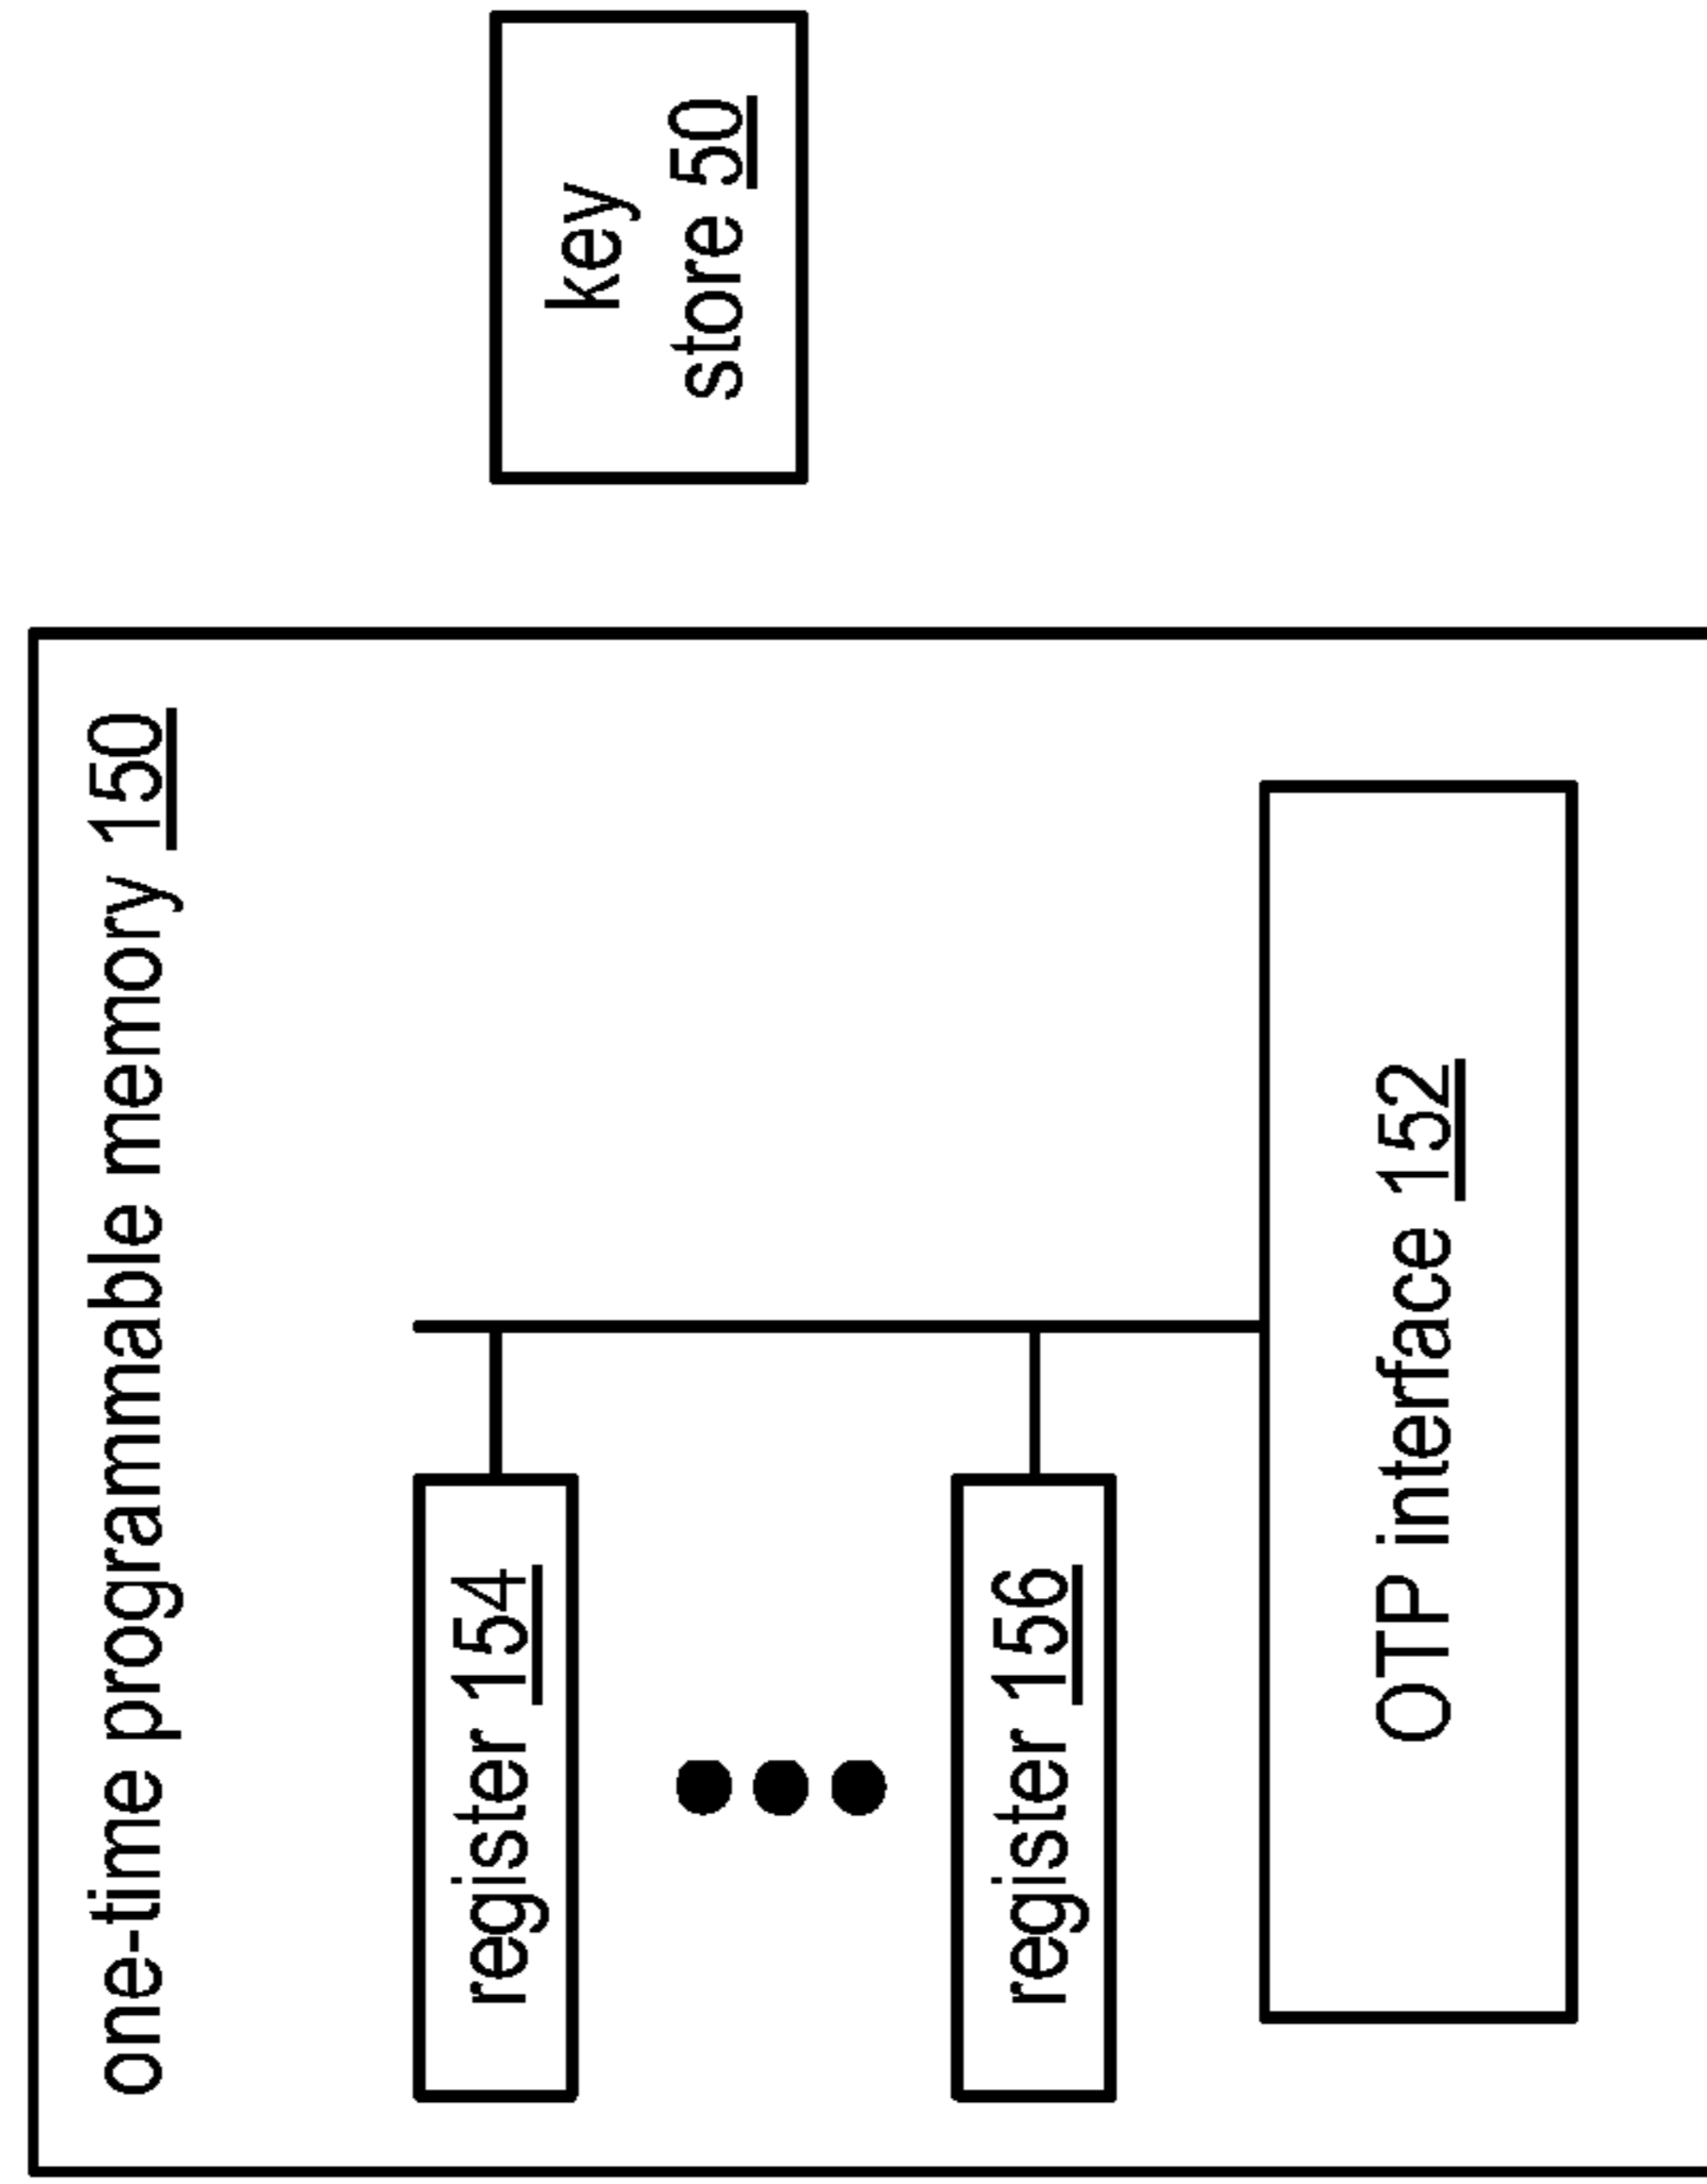 one-time programmable memory 150
key
store 50
register 154
register 156
OTP interface 152